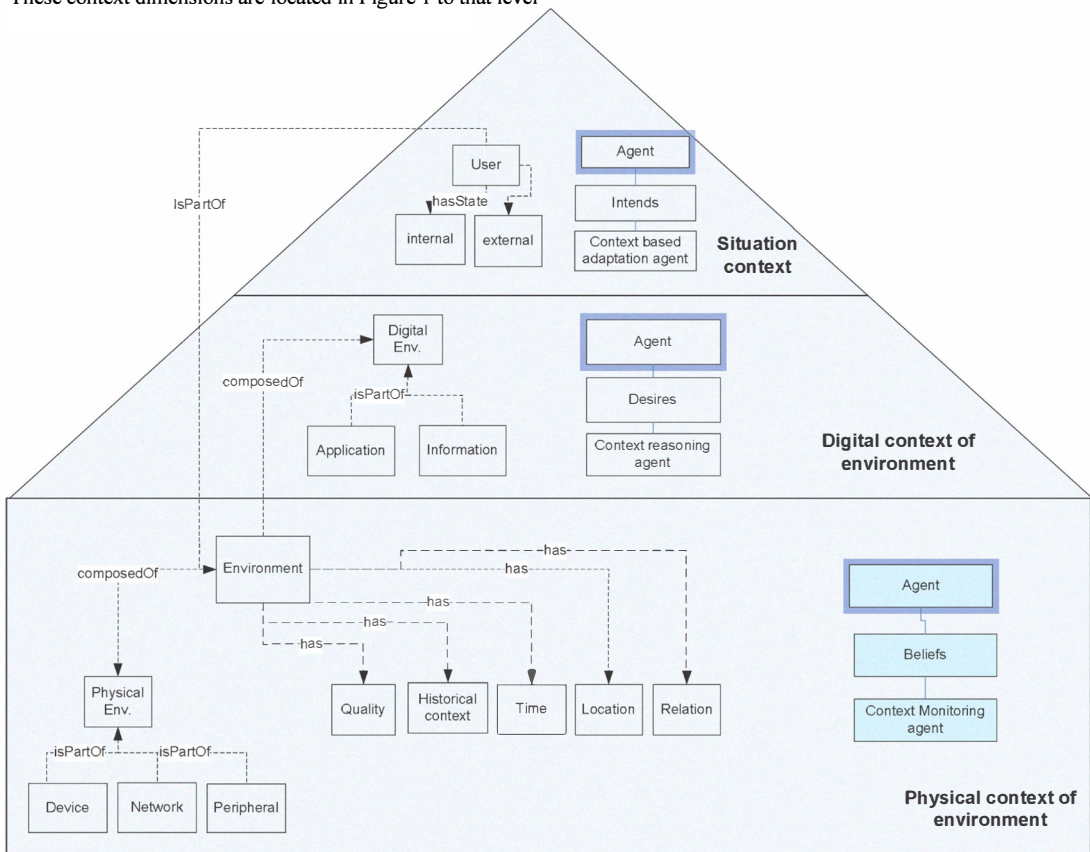 These context dimensions are located in Figure 1 to that level
User
Agent
IsPartOf
hasState
Intends
internal
external
Context based
adaptation agent
Situation
context
Digital
Env.
Agent
composedOf
isPartOf
Desires
Application
Information
Context reasoning
agent
Digital context of
environment
has
composedOf
Environment
has
Agent
has
has
has
Beliefs
Physical
Env.
Quality
Historical
context
Time
Location
Relation
Context Monitoring
agent
isPartOf
isPartOf
Device
Network
Peripheral
Physical context of
environment